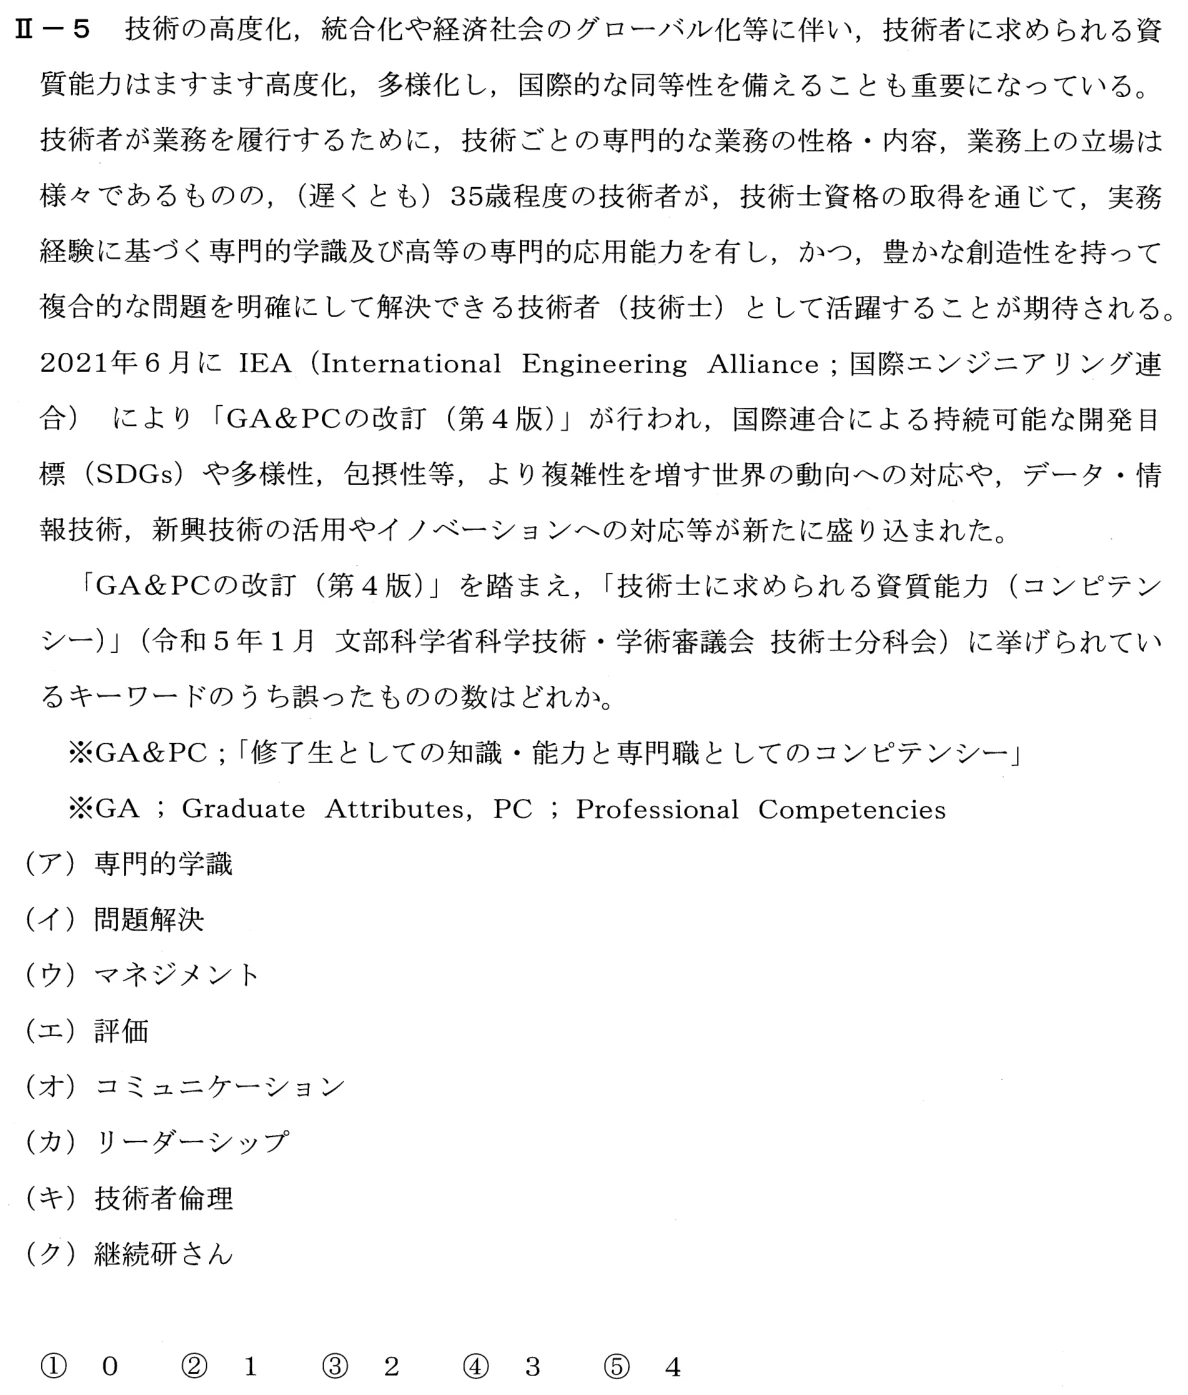 Ⅱ－５　技術の高度化，統合化や経済社会のグローバル化等に伴い，技術者に求められる資
質能力はますます高度化，多様化し，国際的な同等性を備えることも重要になっている。
技術者が業務を履行するために，技術ごとの専門的な業務の性格・内容，業務上の立場は
様々であるものの，（遅くとも）35歳程度の技術者が，技術士資格の取得を通じて，実務
経験に基づく専門的学識及び高等の専門的応用能力を有し，かつ，豊かな創造性を持って
複合的な問題を明確にして解決できる技術者（技術士）として活躍することが期待される。
2021年６月に IEA（International Engineering Alliance；国際エンジニアリング連
合） により「GA＆PCの改訂（第４版）」が行われ，国際連合による持続可能な開発目
標（SDGs）や多様性，包摂性等，より複雑性を増す世界の動向への対応や，データ・情
報技術，新興技術の活用やイノベーションへの対応等が新たに盛り込まれた。
「GA＆PCの改訂（第４版）」を踏まえ，「技術士に求められる資質能力（コンピテン
シー）」（令和５年１月 文部科学省科学技術・学術審議会 技術士分科会）に挙げられてい
るキーワードのうち誤ったものの数はどれか。
※GA＆PC；「修了生としての知識・能力と専門職としてのコンピテンシー」
※GA；Graduate Attributes，PC；Professional Competencies
（ア）専門的学識
（イ）問題解決
（ウ）マネジメント
（エ）評価
（オ）コミュニケーション
（カ）リーダーシップ
（キ）技術者倫理
（ク）継続研さん
①　0　　②　1　　③　2　　④　3　　⑤　4